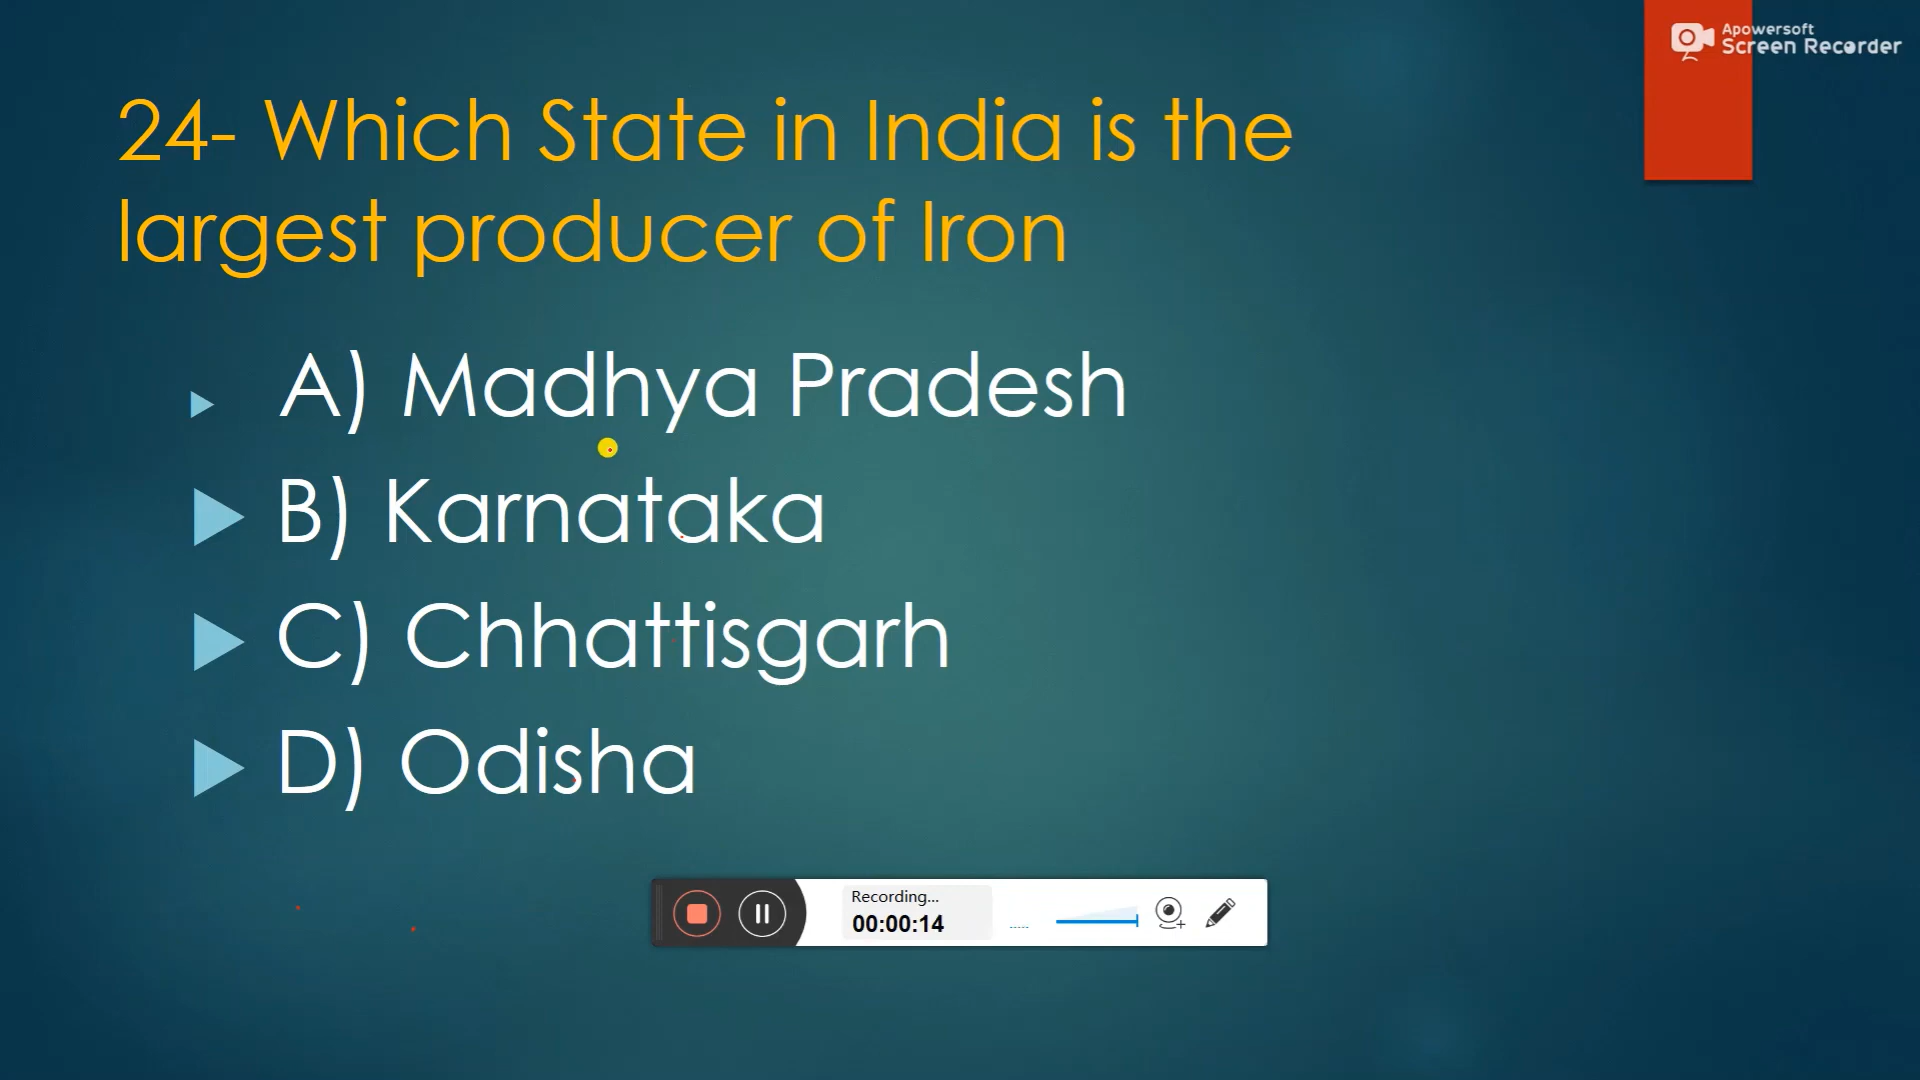 Apowersoft
Screen Recorder
24- Which State in India is the
largest producer of Iron
A) Madhya Pradesh
B) Karnataka
C) Chhattisgarh
D) Odisha
Recording...
00:00:14